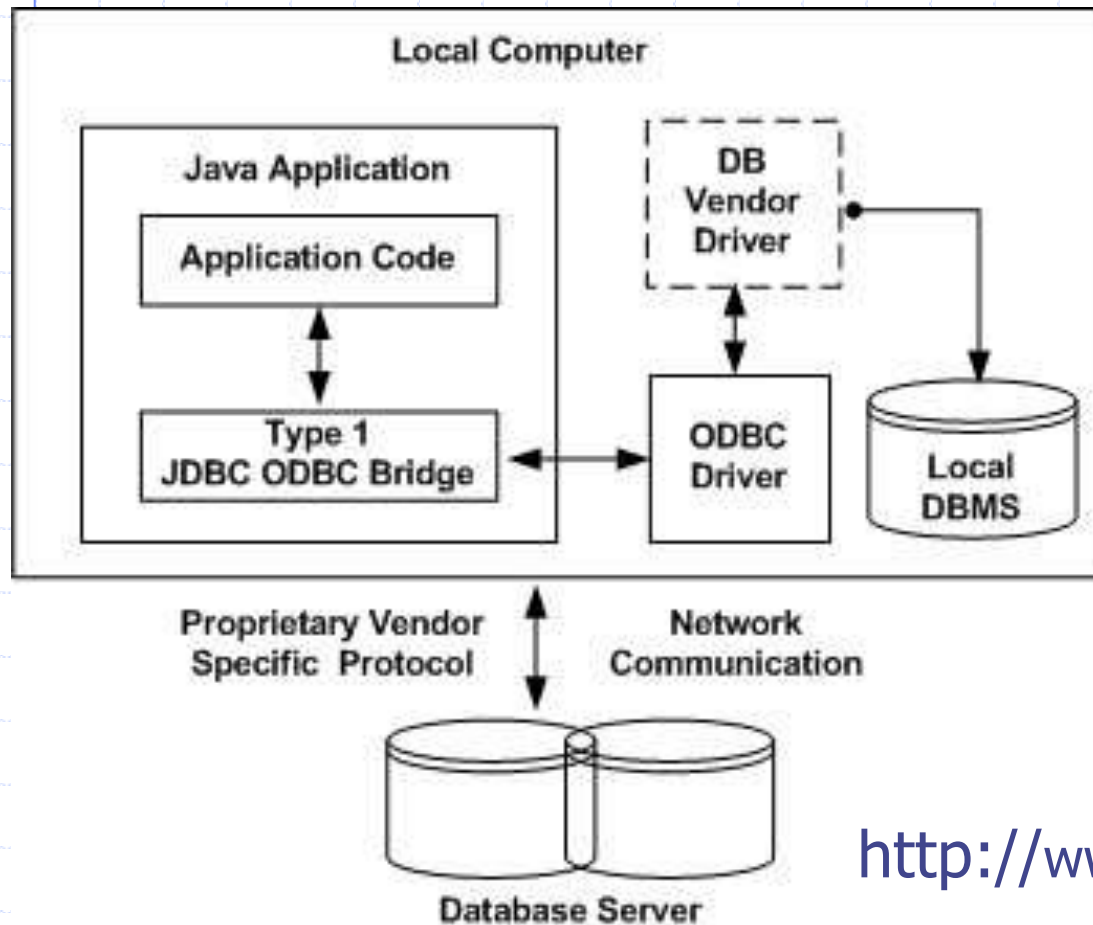 Local Computer
Java Application
Application Code
Type 1
JDBC ODBC Bridge
DB
Vendor
Driver
ODBC
Driver
Local
DBMS
Proprietary Vendor
Specific Protocol
Network
Communication
Database Server
http://ww